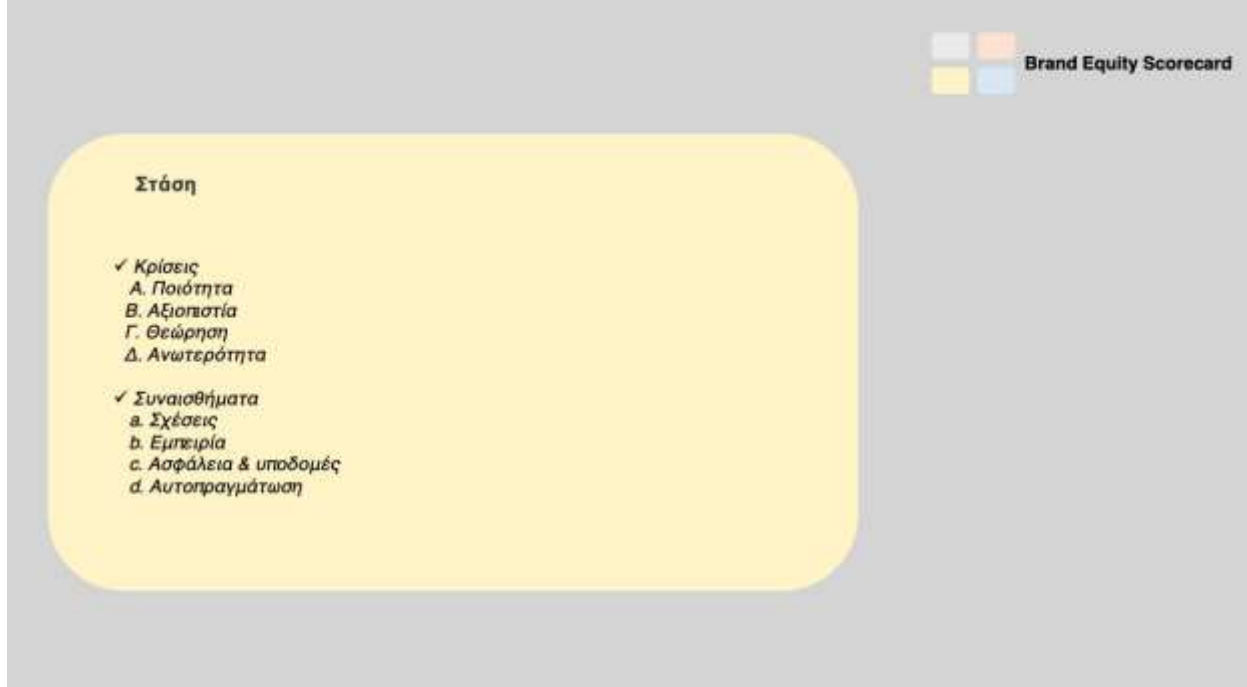 Brand Equity Scorecard
Στάση
✓ Κρίσεις
Α. Ποιότητα
Β. Αξιοπιστία
Γ. Θεώρηση
Δ. Ανωτερότητα
✓ Συναισθήματα
a. Σχέσεις
b. Εμπειρία
c. Ασφάλεια & υποδομές
d. Αυτοπραγμάτωση